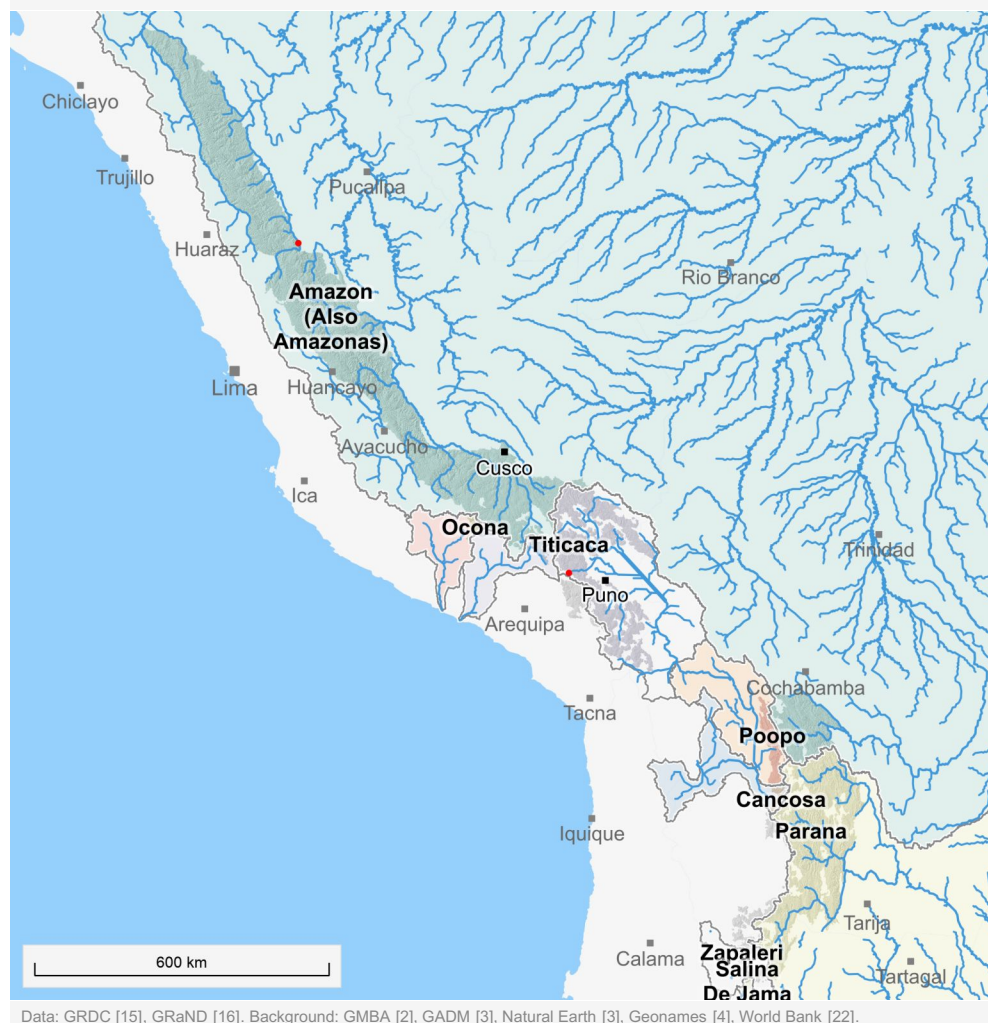 Chiclayo
Trujillo
Pucallpa
Huaraz
Rio Branco
Amazon
(Also
Amazonas)
Lima
Huancayo
Ayacucho
Cusco
Ica
Ocona
Titicaca
Trinidad
Puno
Arequipa
Cochabamba
Tacna
Poopo
Cancosa
Iquique
Parana
Tarija
Calama
Zapaleri
Salina
De Jama
Tartagal
600 km
Data: GRDC [15], GRanD [16]. Background: GMBA [2], GADM [3], Natural Earth [3], Geonames [4], World Bank [22].